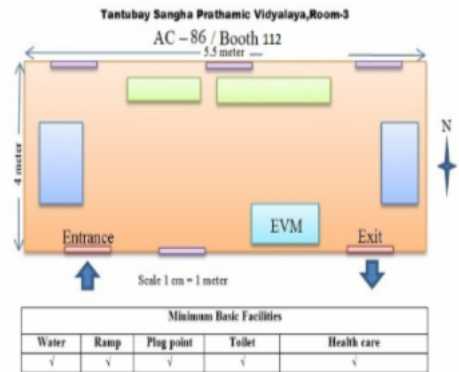 Tantubay Sangha Prathamic Vidyalaya,Room-3
AC – 86 / Booth 112
5.5 meter
4 meter
N
EVM
Entrance
Exit
Scale 1 cm = 1 meter
Minimum Basic Facilities
Water Ramp Plug point Toilet Health care
√ √ √ √ √